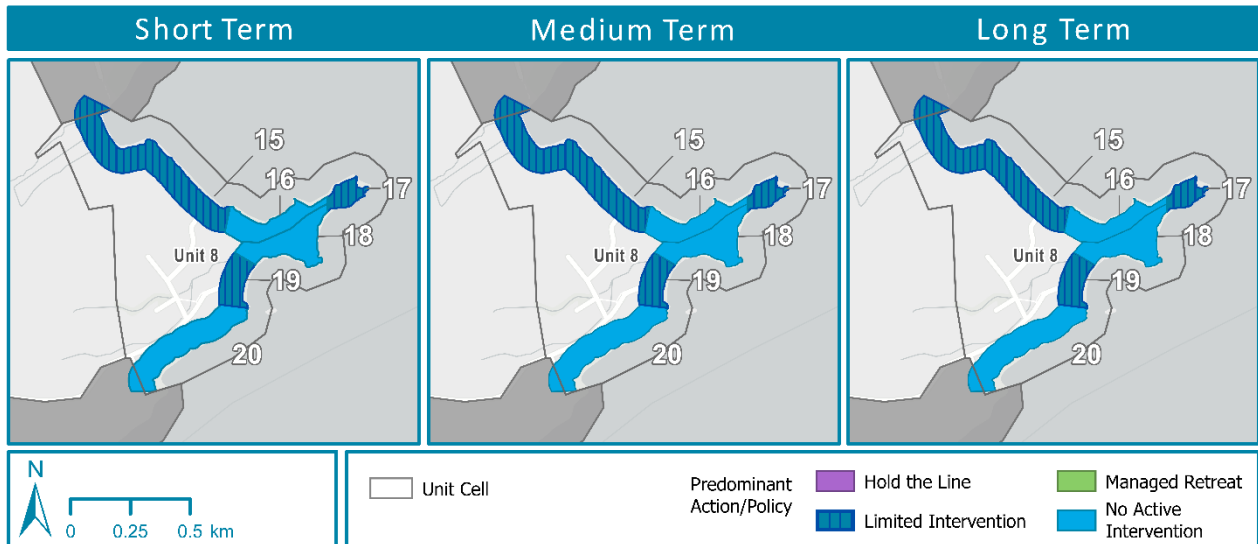 Short Term
Medium Term
Long Term
15
16
17
18
Unit 8
19
20
15
16
17
18
Unit 8
19
20
15
16
17
18
Unit 8
19
20
N
0 0.25 0.5 km
Unit Cell
Predominant
Action/Policy
Hold the Line
Limited Intervention
Managed Retreat
No Active
Intervention